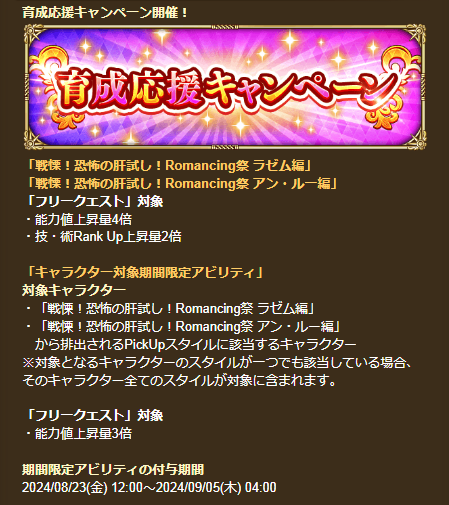 育成応援キャンペーン開催！
育成応援キャンペーン
「戦慄！恐怖の肝試し！Romancing祭 ラゼム編」
「戦慄！恐怖の肝試し！Romancing祭 アン・ルー編」
「フリークエスト」対象
・能力値上昇量4倍
・技・術Rank Up上昇量2倍
「キャラクター対象期間限定アビリティ」
対象キャラクター
・「戦慄！恐怖の肝試し！Romancing祭 ラゼム編」
・「戦慄！恐怖の肝試し！Romancing祭 アン・ルー編」
から排出されるPickUpスタイルに該当するキャラクター
※対象となるキャラクターのスタイルが一つでも該当している場合、
そのキャラクター全てのスタイルが対象に含まれます。
「フリークエスト」対象
・能力値上昇量3倍
期間限定アビリティの付与期間
2024/08/23(金) 12:00～2024/09/05(木) 04:00